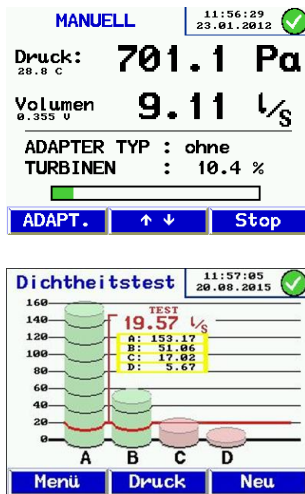 MANUELL
11:56:29
23.01.2012
Druck: 701.1 Pa
28.8 C
Volumen 9.11 l/s
0.355 V
ADAPTER TYP : ohne
TURBINEN : 10.4 %
ADAPT. ↑ ↓ Stop
Dichtheitstest
11:57:05
20.08.2015
160
140
120
100
80
60
40
20
0
TEST
19.57 l/s
A: 153.17
B: 51.06
C: 17.02
D: 5.67
A B C D
Menü Druck Neu